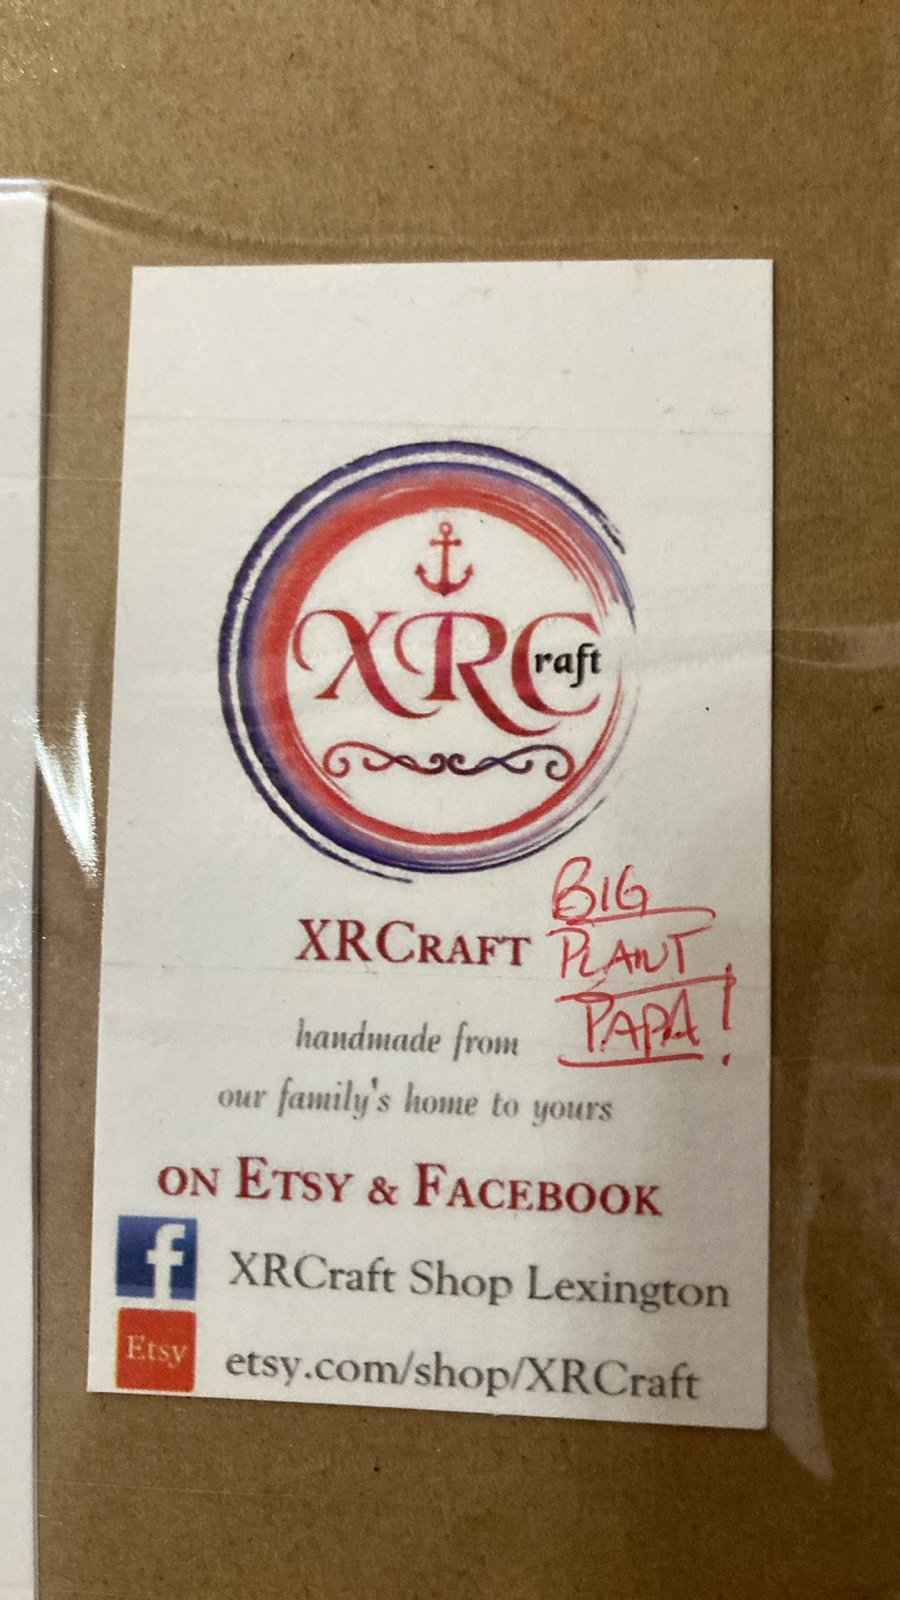 XRCraft
XRCRAFT
BIG
PLANT
PAPA!
handmade from
our family's home to yours
ON ETSY & FACEBOOK
f
XRCraft Shop Lexington
Etsy
etsy.com/shop/XRCraft